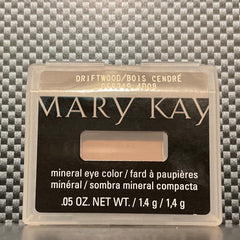 DRIFTWOOD/BOIS CENDRÉ
MARY KAY
mineral eye color / fard à paupières
minéral / sombra mineral compacta
.05 OZ. NET WT. / 1.4 g / 1,4 g